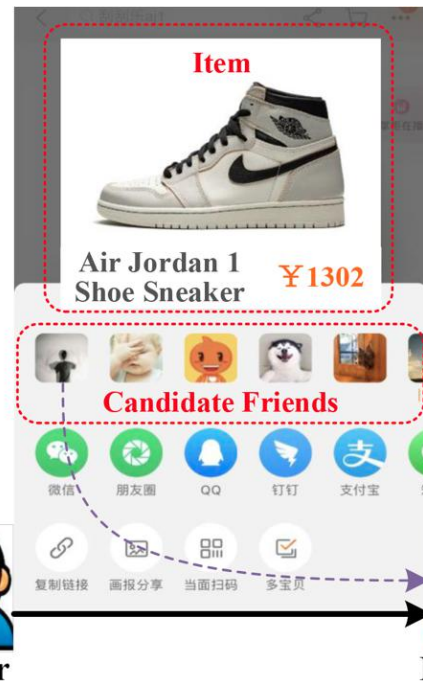 Item
Air Jordan 1
Shoe Sneaker
￥1302
Candidate Friends
微信
朋友圈
QQ
钉钉
支付宝
复制链接
画报分享
当面扫码
多宝贝
r